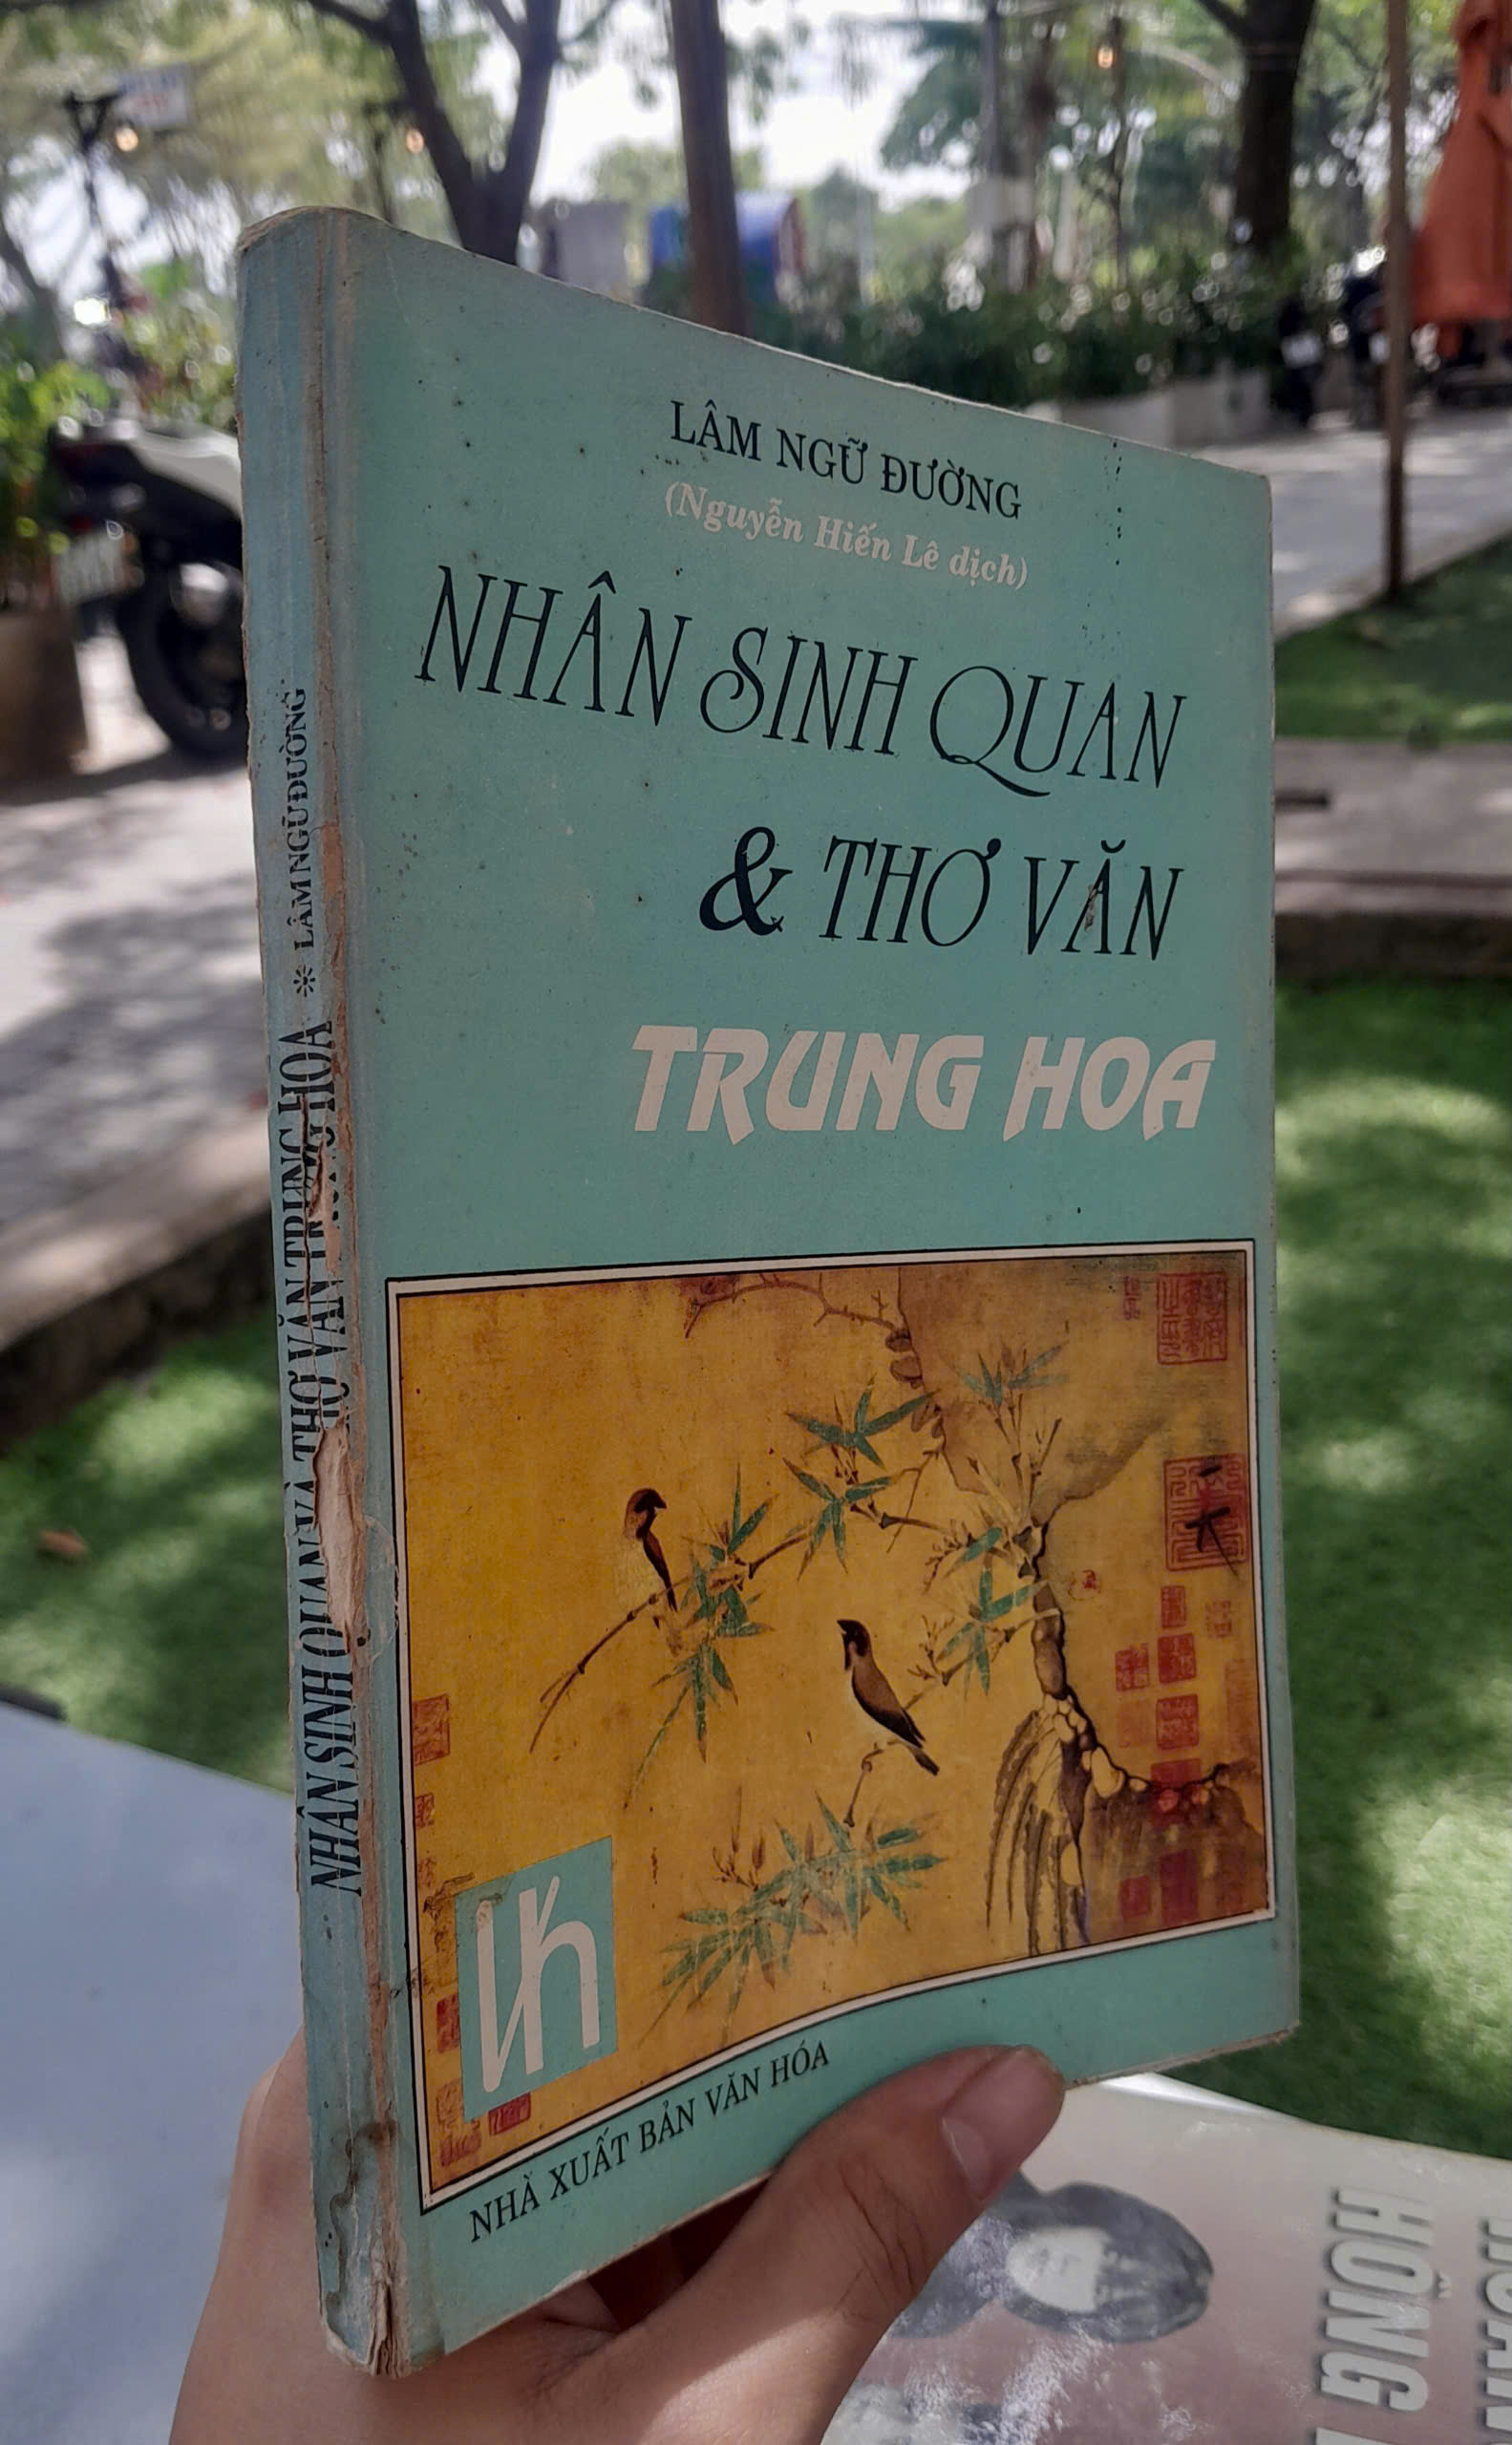 LÂM NGỮ ĐƯỜNG
(Nguyễn Hiến Lê dịch)
NHÂN SINH QUAN
& THƠ VĂN
TRUNG HOA
NHÀ XUẤT BẢN VĂN HÓA
NHÂN SINH QUAN VÀ THƠ VĂN TRUNG HOA * LÂM NGỮ ĐƯỜNG
HỒNG